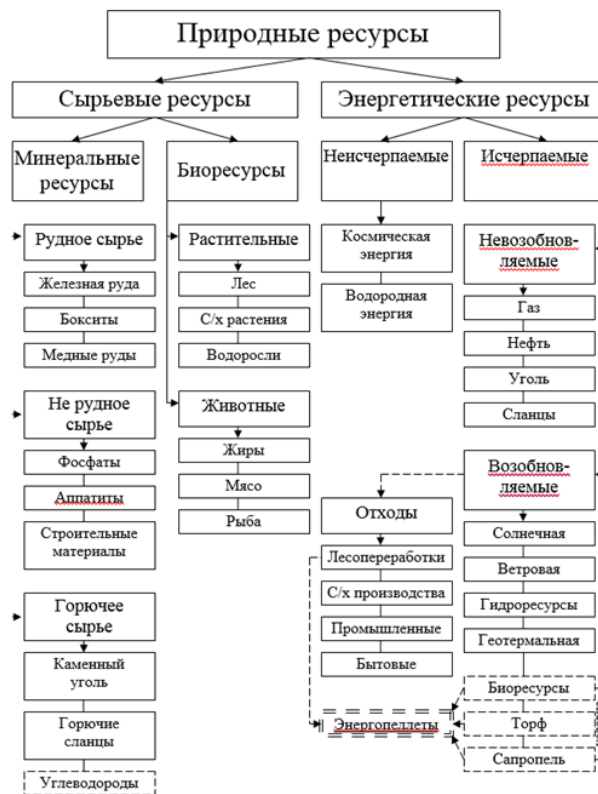 Природные ресурсы
Сырьевые ресурсы
Энергетические ресурсы
Минеральные
ресурсы
Биоресурсы
Неисчерпаемые
Исчерпаемые
Рудное сырье
Железная руда
Бокситы
Медные руды
Не рудное
сырье
Фосфаты
Аппатиты
Строительные
материалы
Горючее
сырье
Каменный
уголь
Горючие
сланцы
Углеводороды
Растительные
Лес
С/х растения
Водоросли
Животные
Жиры
Мясо
Рыба
Космическая
энергия
Водородная
энергия
Отходы
Лесопереработки
С/х производства
Промышленные
Бытовые
Энергопеллеты
Невозобнов-
ляемые
Газ
Нефть
Уголь
Сланцы
Возобнов-
ляемые
Солнечная
Ветровая
Гидроресурсы
Геотермальная
Биоресурсы
Торф
Сапропель